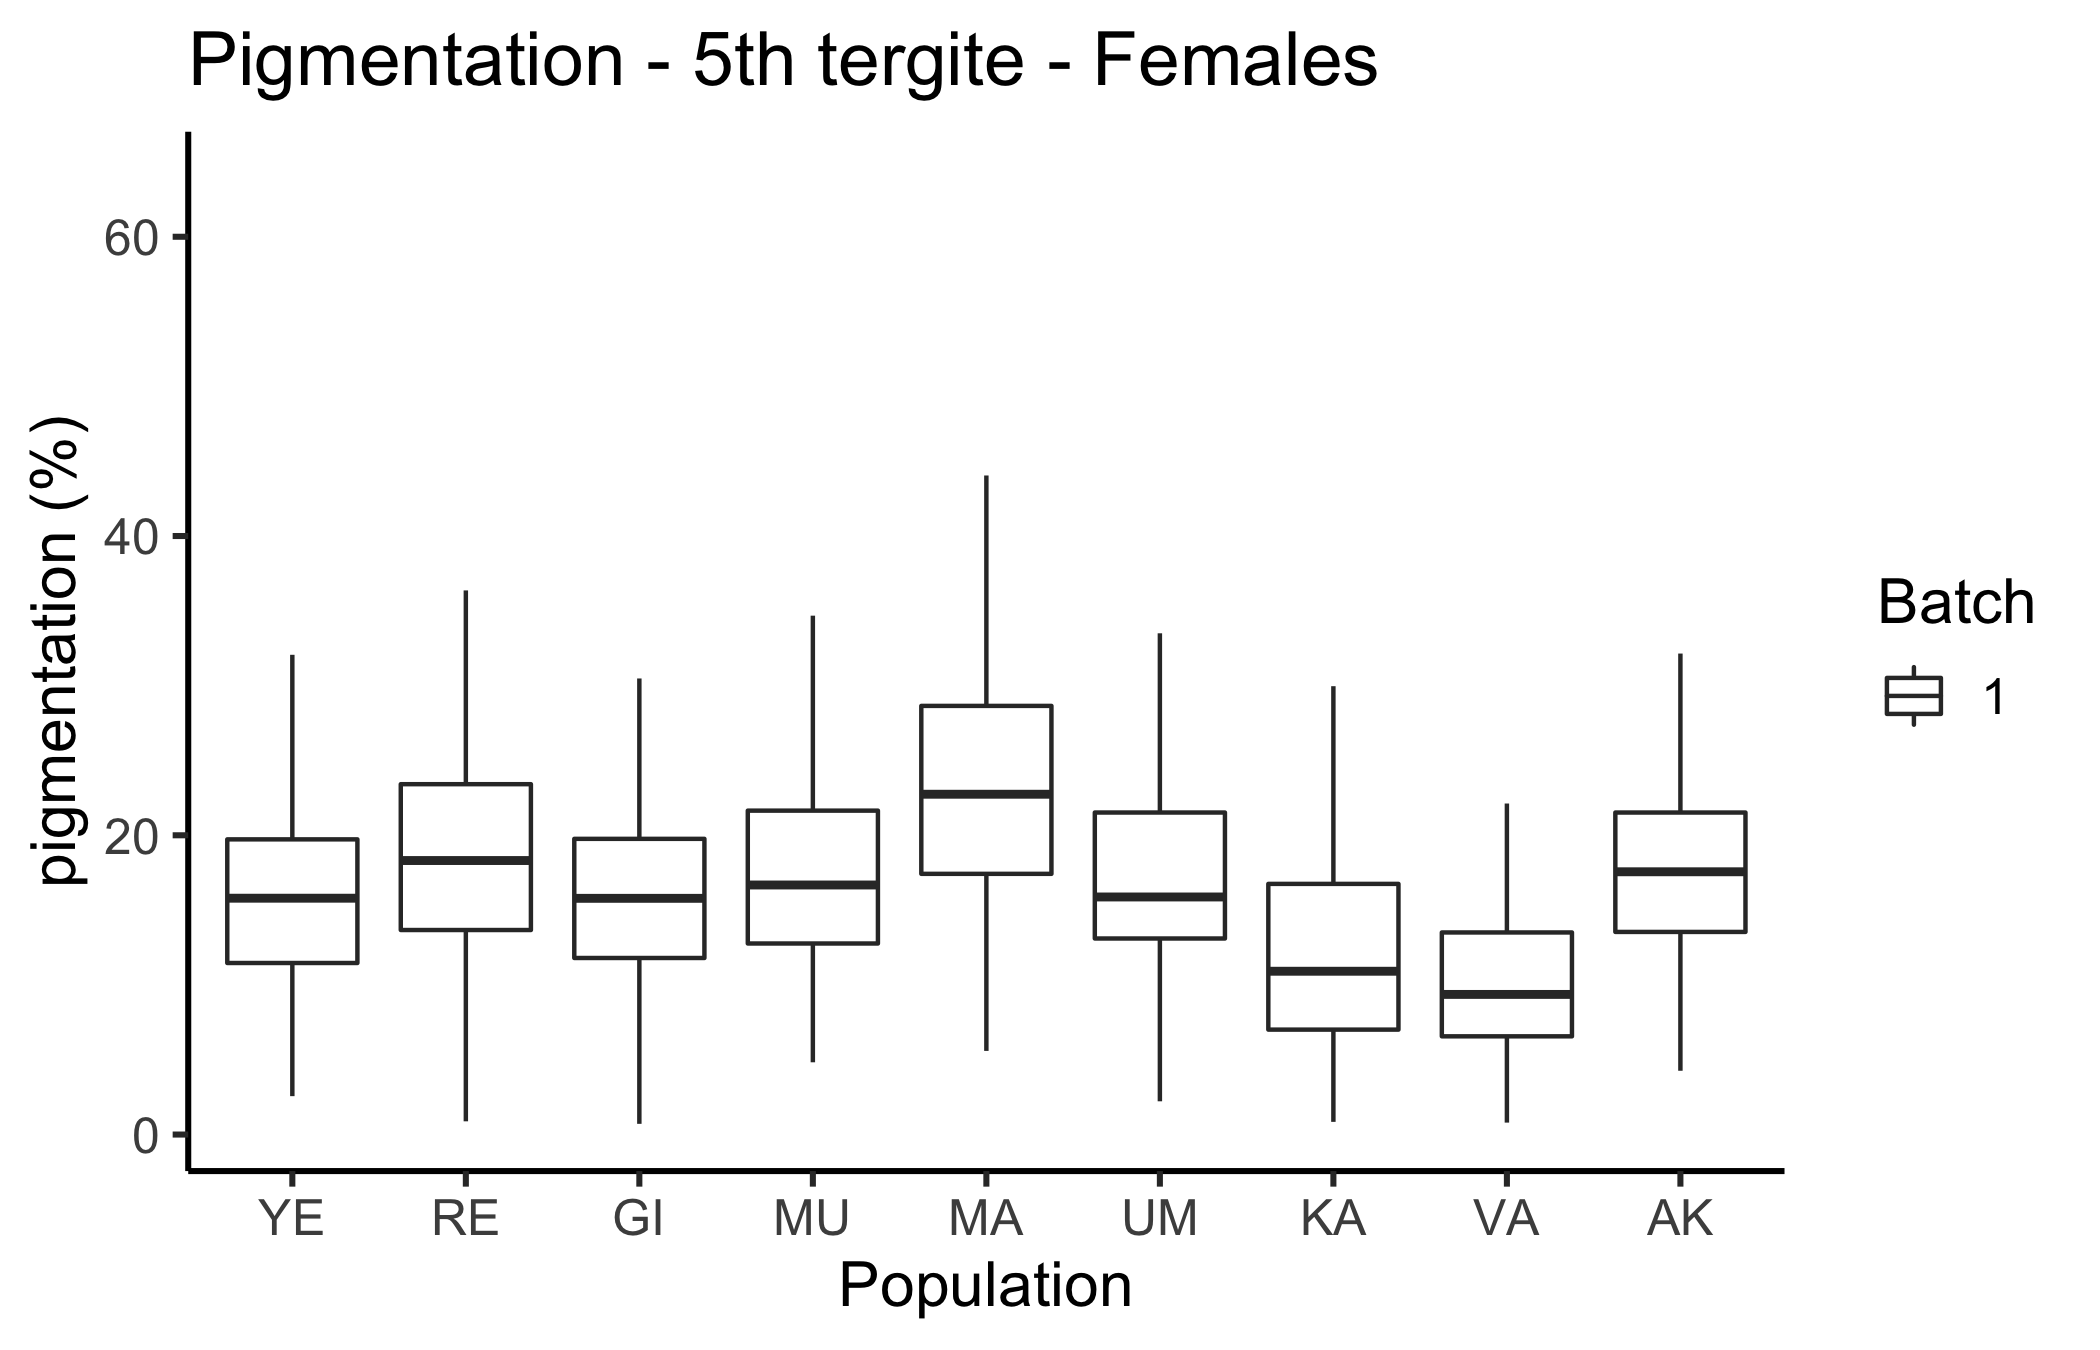 Pigmentation - 5th tergite - Females
pigmentation (%)
60
40
20
0
YE RE GI MU MA UM KA VA AK
Population
Batch
1